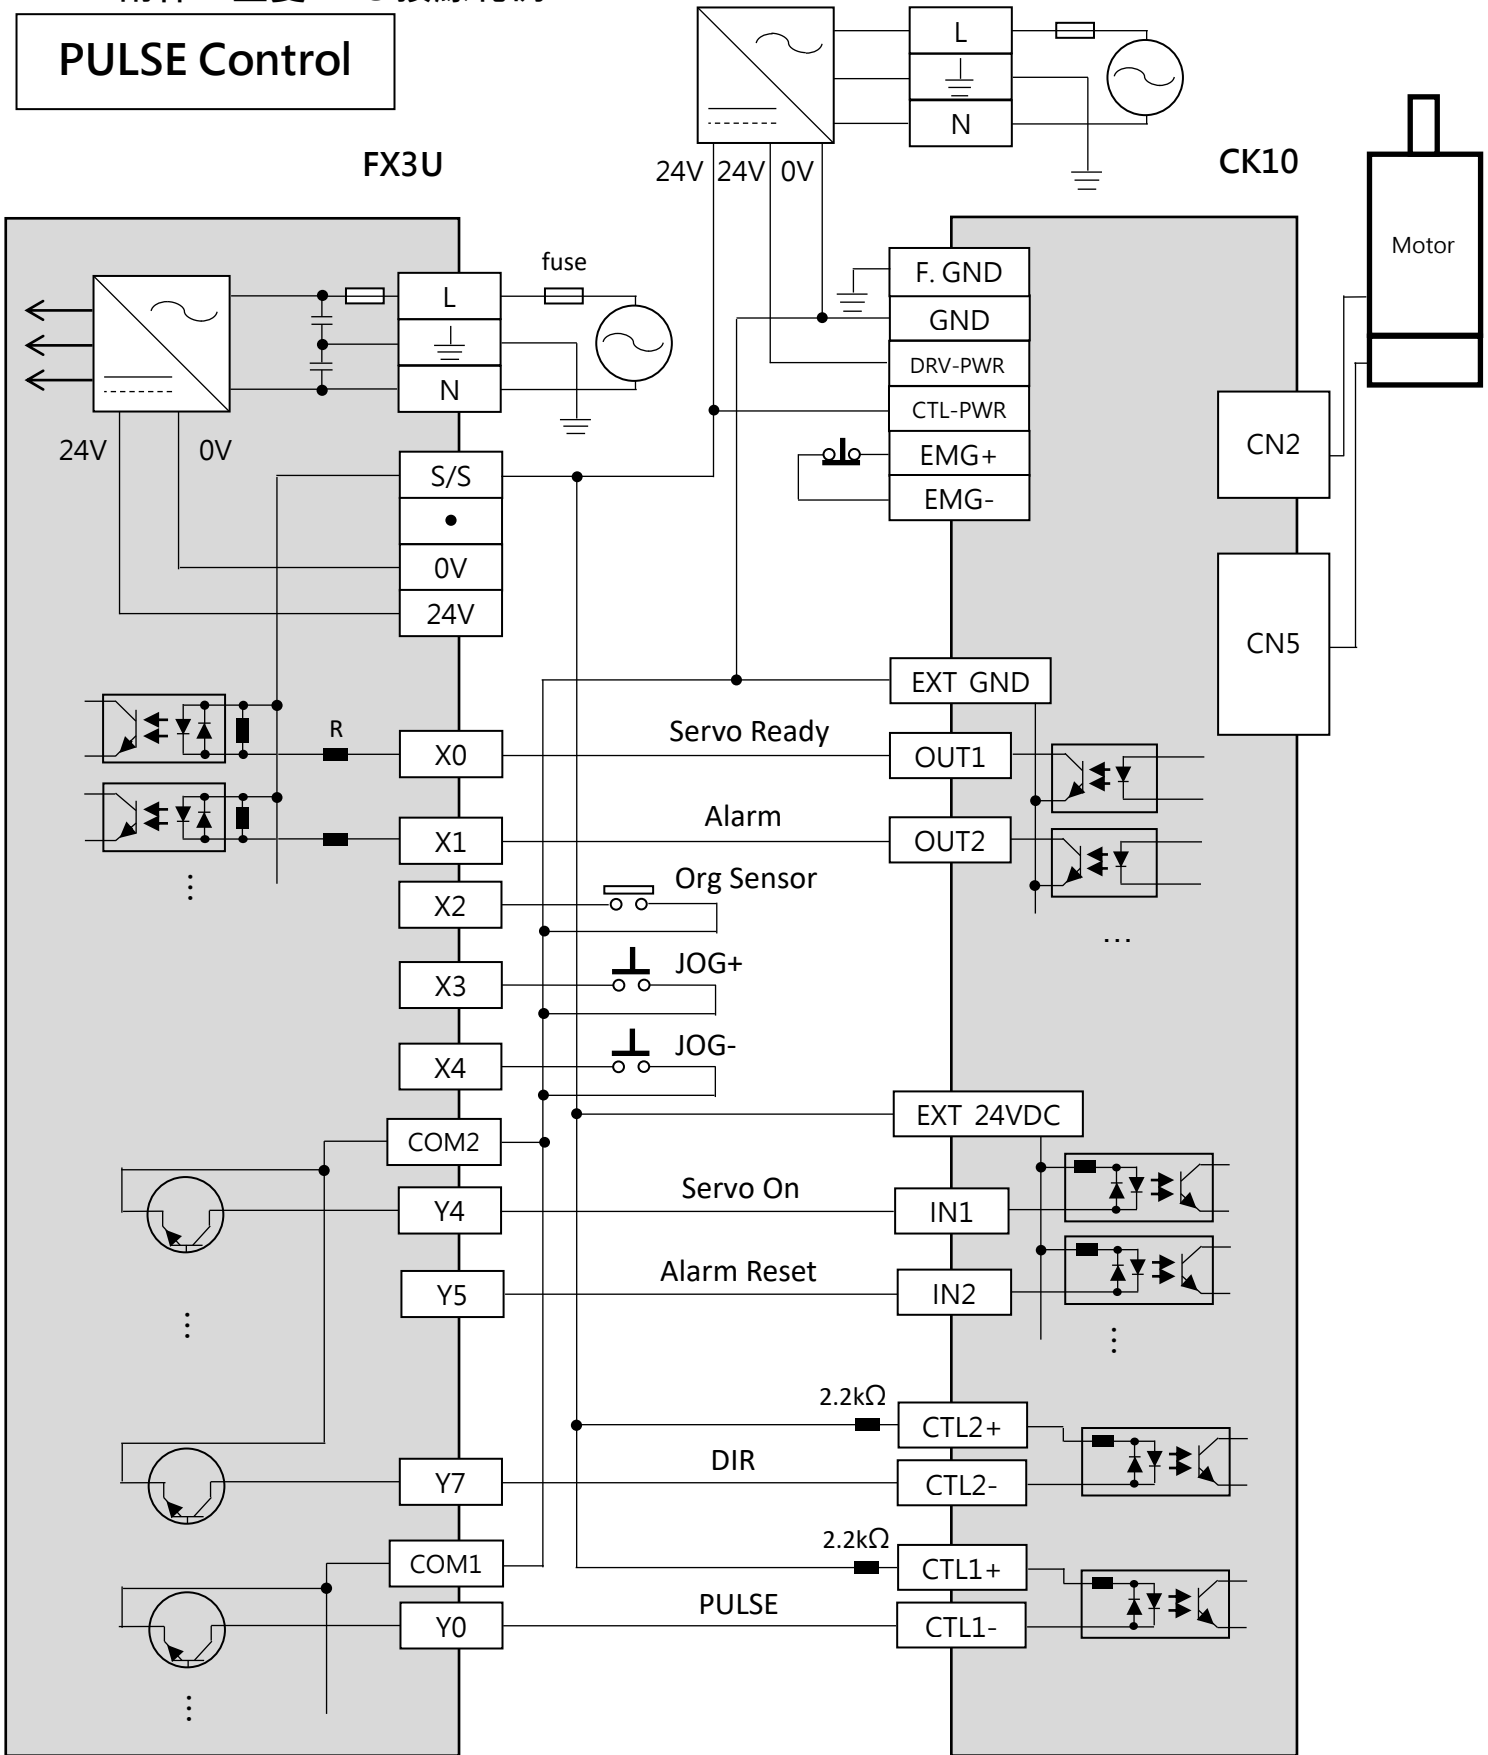 PULSE Control
FX3U
CK10
L
N
24V 24V 0V
Motor
fuse
L
N
24V 0V
S/S
0V
24V
F. GND
GND
DRV-PWR
CTL-PWR
EMG+
EMG-
CN2
CN5
EXT GND
R
X0
Servo Ready
OUT1
X1
Alarm
OUT2
X2
Org Sensor
X3
JOG+
X4
JOG-
...
EXT 24VDC
COM2
Y4
Servo On
IN1
Y5
Alarm Reset
IN2
2.2kΩ
CTL2+
Y7
DIR
CTL2-
COM1
2.2kΩ
CTL1+
Y0
PULSE
CTL1-